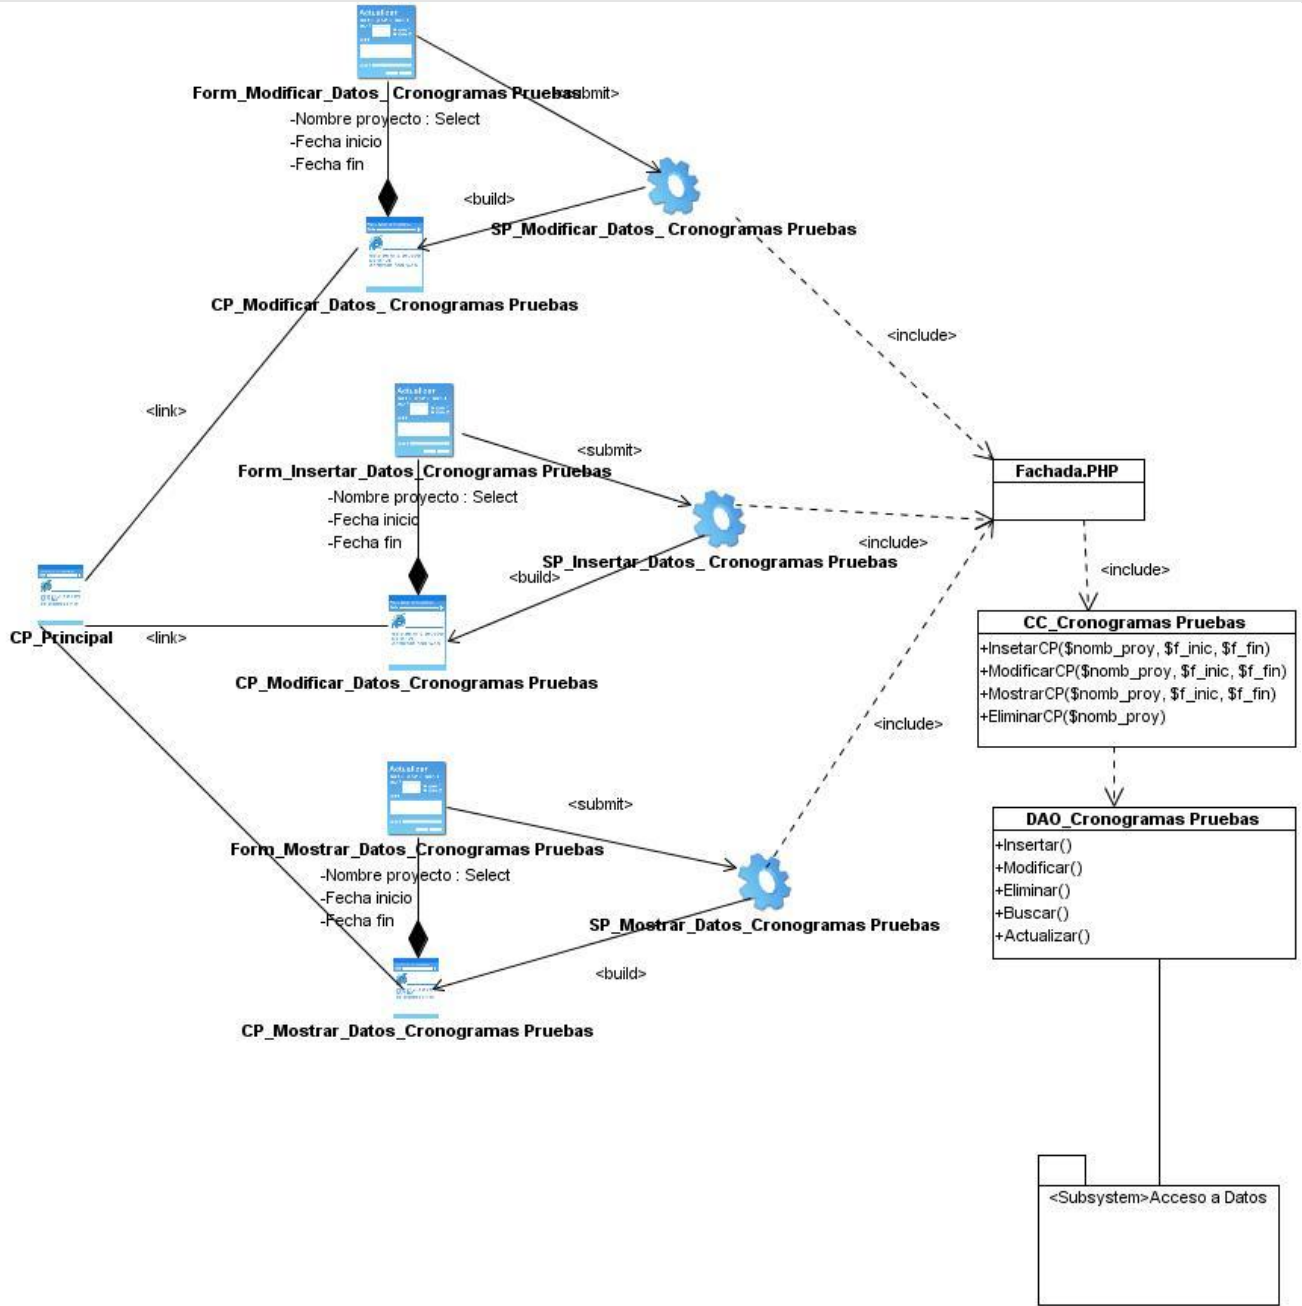 Actualizar
Form_Modificar_Datos_ Cronogramas Pruebas
<submit>
-Nombre proyecto : Select
-Fecha inicio
-Fecha fin
<build>
SP_Modificar_Datos_ Cronogramas Pruebas
CP_Modificar_Datos_ Cronogramas Pruebas
<include>
<link>
Actualizar
<submit>
Form_Insertar_Datos_Cronogramas Pruebas
-Nombre proyecto : Select
-Fecha inicio
-Fecha fin
Fachada.PHP
<include>
SP_Insertar_Datos_ Cronogramas Pruebas
<build>
<include>
CP_Principal
<link>
CP_Modificar_Datos_Cronogramas Pruebas
CC_Cronogramas Pruebas
+InsetarCP($nomb_proy, $f_inic, $f_fin)
+ModificarCP($nomb_proy, $f_inic, $f_fin)
+MostrarCP($nomb_proy, $f_inic, $f_fin)
+EliminarCP($nomb_proy)
<include>
Actualizar
<submit>
Form_Mostrar_Datos_Cronogramas Pruebas
-Nombre proyecto : Select
-Fecha inicio
-Fecha fin
SP_Mostrar_Datos_Cronogramas Pruebas
<build>
CP_Mostrar_Datos_Cronogramas Pruebas
DAO_Cronogramas Pruebas
+Insertar()
+Modificar()
+Eliminar()
+Buscar()
+Actualizar()
<Subsystem>Acceso a Datos